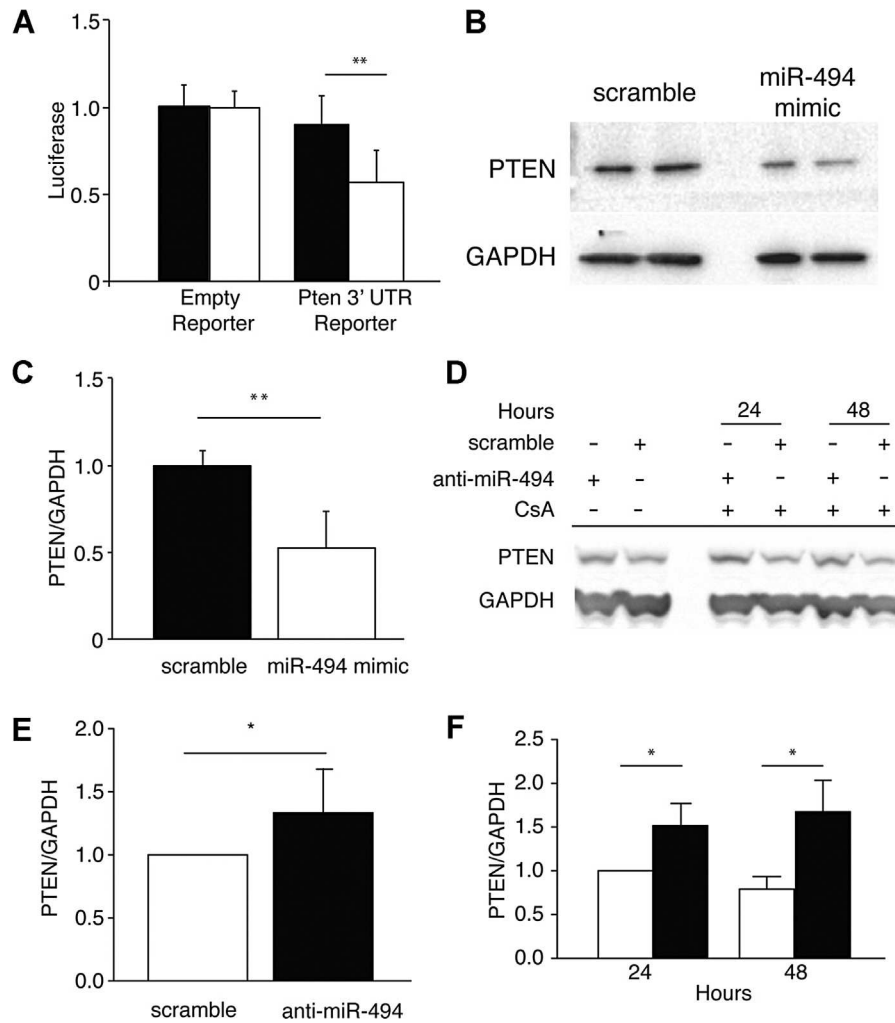 A
1.5
1.0
0.5
0
Luciferase
**
Empty
Reporter
Pten 3' UTR
Reporter
B
scramble
miR-494
mimic
PTEN
GAPDH
C
1.5
1.0
0.5
0
PTEN/GAPDH
**
scramble
miR-494 mimic
D
Hours 24 48
scramble - + - + - +
anti-miR-494 + - + - + -
CsA - - + + + +
PTEN
GAPDH
E
2.0
1.5
1.0
0.5
0.0
PTEN/GAPDH
*
scramble
anti-miR-494
F
2.5
2.0
1.5
1.0
0.5
0.0
PTEN/GAPDH
* *
24 48
Hours